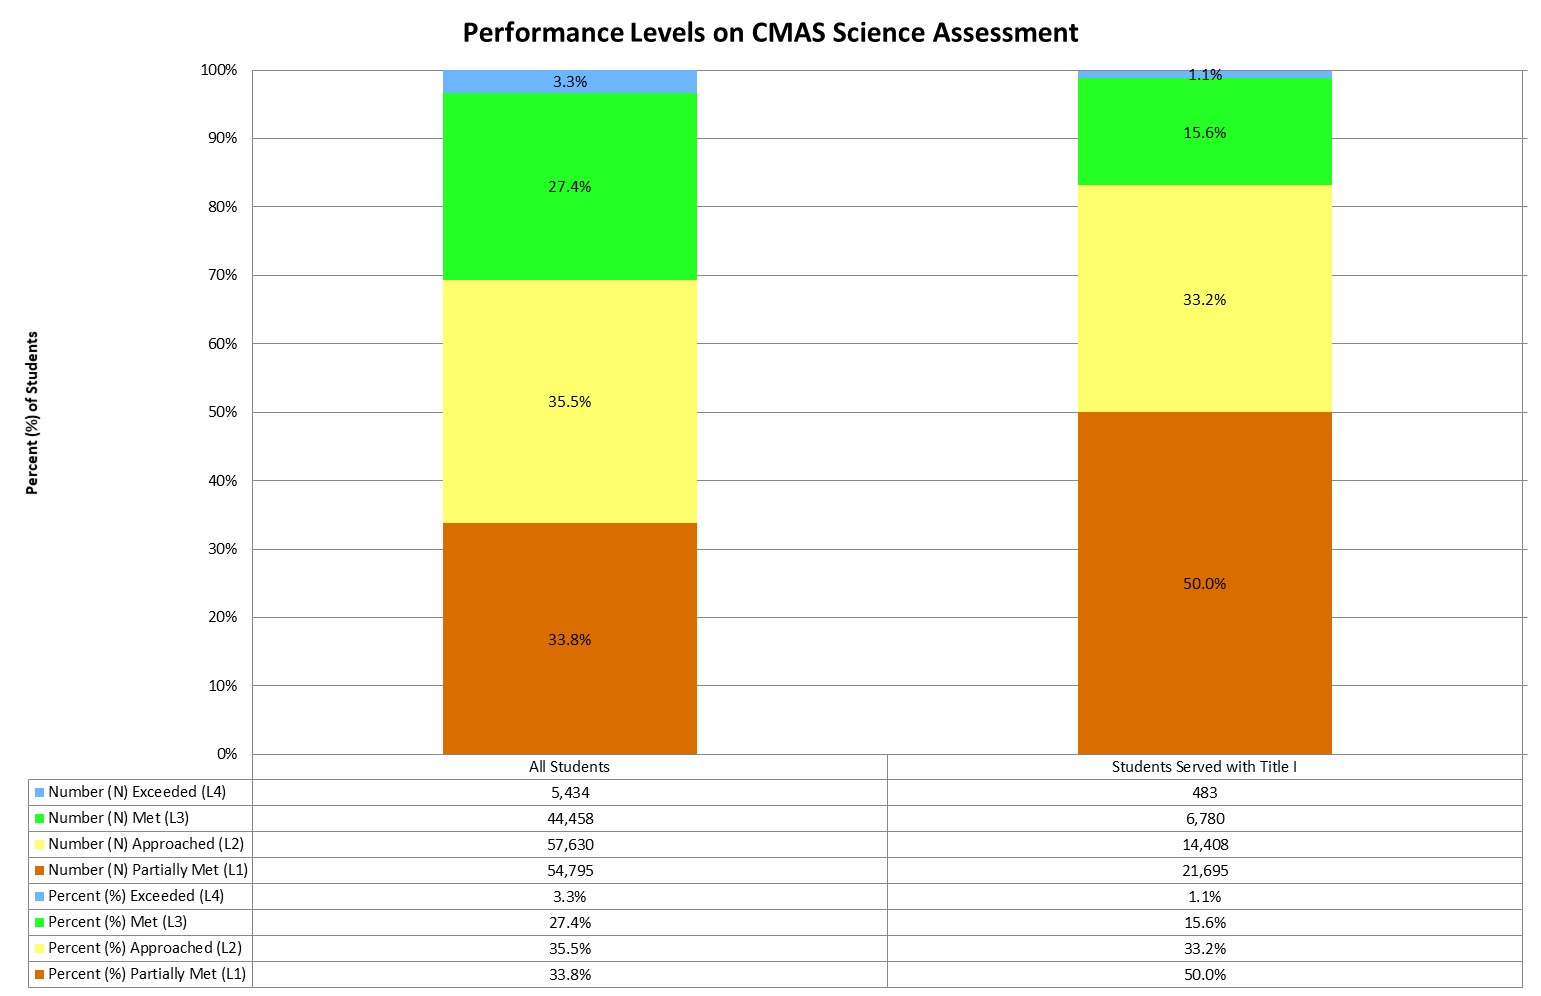 Performance Levels on CMAS Science Assessment
Percent (%) of Students
100%
90%
80%
70%
60%
50%
40%
30%
20%
10%
0%
3.3%
27.4%
35.5%
33.8%
1.1%
15.6%
33.2%
50.0%
All Students Students Served with Title I
Number (N) Exceeded (L4) 5,434 483
Number (N) Met (L3) 44,458 6,780
Number (N) Approached (L2) 57,630 14,408
Number (N) Partially Met (L1) 54,795 21,695
Percent (%) Exceeded (L4) 3.3% 1.1%
Percent (%) Met (L3) 27.4% 15.6%
Percent (%) Approached (L2) 35.5% 33.2%
Percent (%) Partially Met (L1) 33.8% 50.0%